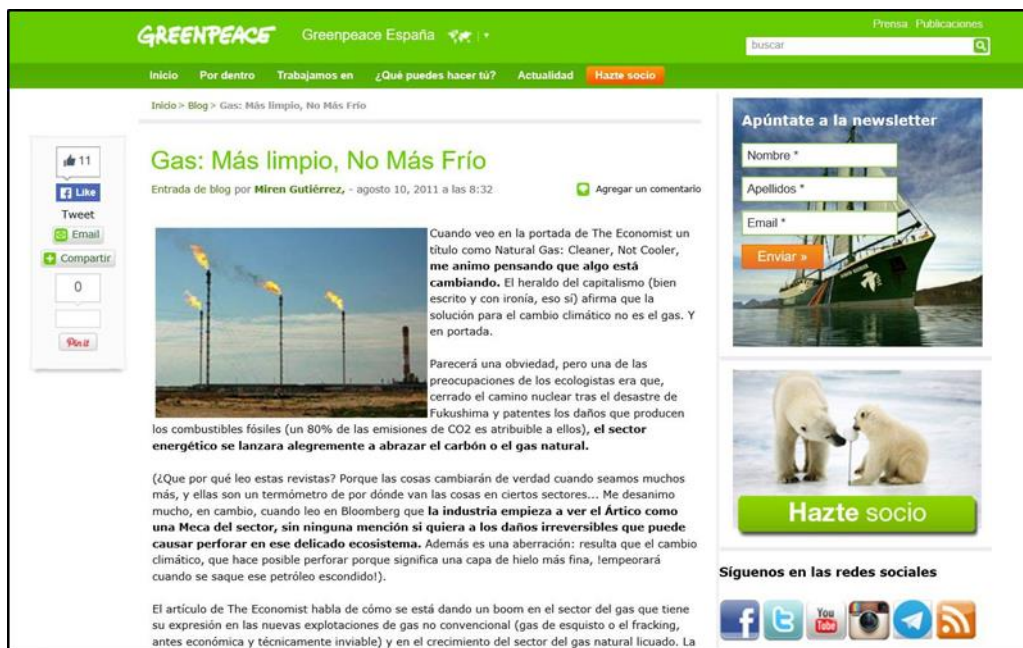 GREENPEACE
Greenpeace España
Prensa Publicaciones
buscar
Inicio Por dentro Trabajamos en ¿Qué puedes hacer tú? Actualidad Hazte socio
Inicio > Blog > Gas: Más limpio, No Más Frío
11
Like
Tweet
Email
Compartir
0
Pin it
Gas: Más limpio, No Más Frío
Entrada de blog por Miren Gutiérrez, - agosto 10, 2011 a las 8:32
Agregar un comentario
Cuando veo en la portada de The Economist un
título como Natural Gas: Cleaner, Not Cooler,
me animo pensando que algo está
cambiando. El heraldo del capitalismo (bien
escrito y con ironía, eso sí) afirma que la
solución para el cambio climático no es el gas. Y
en portada.
Parecerá una obviedad, pero una de las
preocupaciones de los ecologistas era que,
cerrado el camino nuclear tras el desastre de
Fukushima y patentes los daños que producen
los combustibles fósiles (un 80% de las emisiones de CO2 es atribuible a ellos), el sector
energético se lanzara alegremente a abrazar el carbón o el gas natural.
(¿Que por qué leo estas revistas? Porque las cosas cambiarán de verdad cuando seamos muchos
más, y ellas son un termómetro de por dónde van las cosas en ciertos sectores... Me desanimo
mucho, en cambio, cuando leo en Bloomberg que la industria empieza a ver el Ártico como
una Meca del sector, sin ninguna mención si quiera a los daños irreversibles que puede
causar perforar en ese delicado ecosistema. Además es una aberración: resulta que el cambio
climático, que hace posible perforar porque significa una capa de hielo más fina, !empeorará
cuando se saque ese petróleo escondido!).
El artículo de The Economist habla de cómo se está dando un boom en el sector del gas que tiene
su expresión en las nuevas explotaciones de gas no convencional (gas de esquisto o el fracking,
antes económica y técnicamente inviable) y en el crecimiento del sector del gas natural licuado. La
Apúntate a la newsletter
Nombre *
Apellidos *
Email *
Enviar »
Hazte socio
Síguenos en las redes sociales
You
Tube